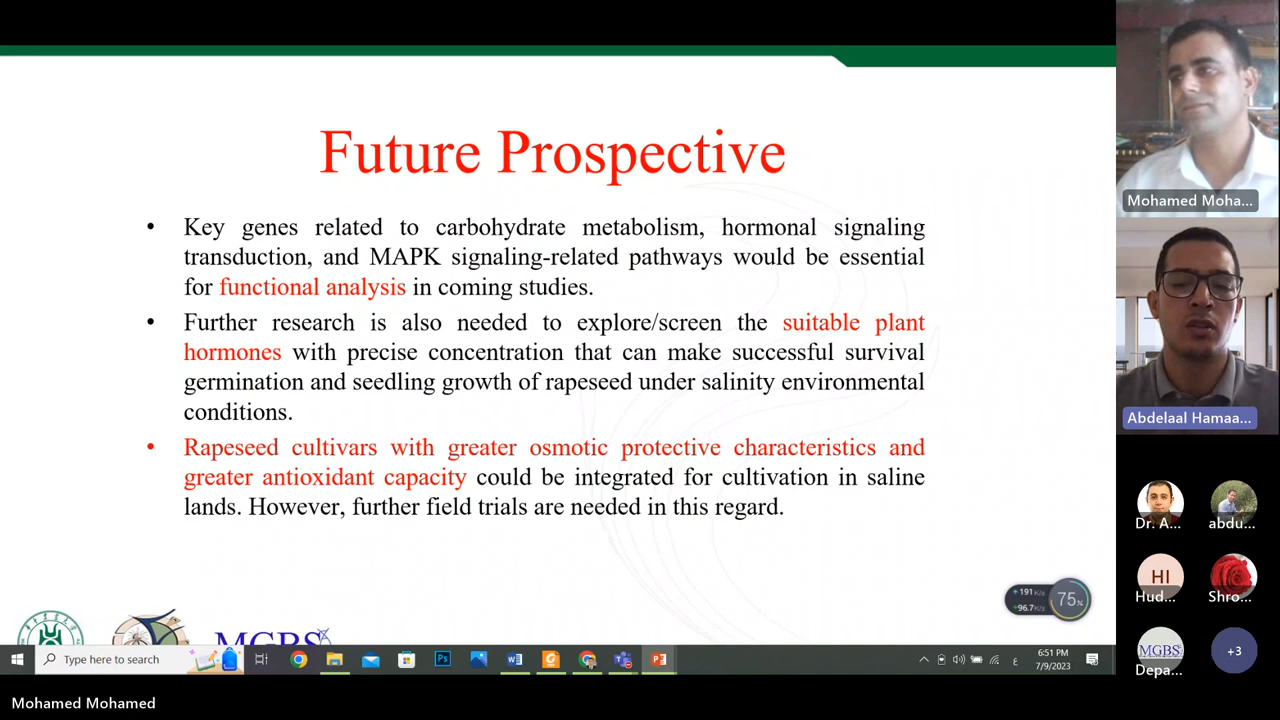 Future Prospective
• Key genes related to carbohydrate metabolism, hormonal signaling
transduction, and MAPK signaling-related pathways would be essential
for functional analysis in coming studies.
• Further research is also needed to explore/screen the suitable plant
hormones with precise concentration that can make successful survival
germination and seedling growth of rapeseed under salinity environmental
conditions.
• Rapeseed cultivars with greater osmotic protective characteristics and
greater antioxidant capacity could be integrated for cultivation in saline
lands. However, further field trials are needed in this regard.
191K/s
96.7K/s
75%
MGBS
Type here to search
Ps
ع
6:51 PM
7/9/2023
Mohamed Mohamed
Mohamed Moha...
Abdelaal Hamaa...
Dr. A...
abdu...
HI
Hud...
Shro...
MGBS
Depa...
+3